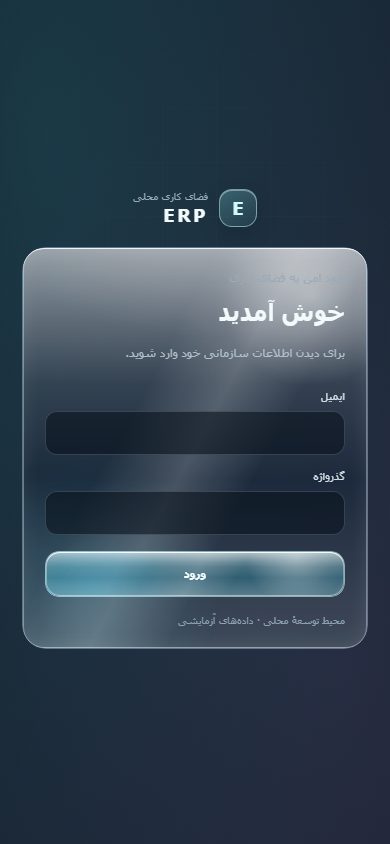 فضای کاری محلی
ERP
E
به
خوش آمدید
برای دیدن اطلاعات سازمانی خود وارد شوید.
ایمیل
گذرواژه
ورود
محیط توسعهٔ محلی · داده‌های آزمایشی